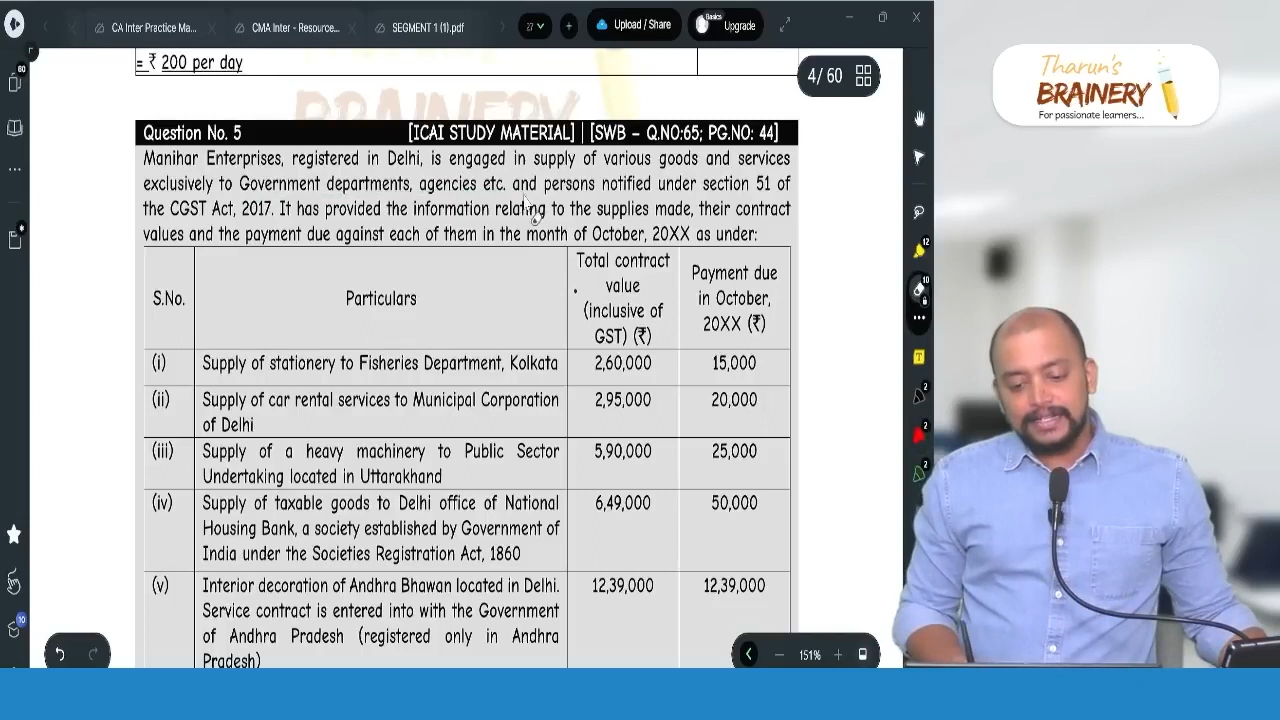 CA Inter Practice Ma...
CMA Inter - Resource...
SEGMENT 1 (1).pdf
27
Upload / Share
Basics
Upgrade
= ₹ 200 per day
4/60
BRAINERY
Question No. 5 [ICAI STUDY MATERIAL] | [SWB – Q.NO:65; PG.NO: 44]
Manihar Enterprises, registered in Delhi, is engaged in supply of various goods and services
exclusively to Government departments, agencies etc. and persons notified under section 51 of
the CGST Act, 2017. It has provided the information relating to the supplies made, their contract
values and the payment due against each of them in the month of October, 20XX as under:
S.No.
Particulars
Total contract
value
(inclusive of
GST) (₹)
Payment due
in October,
20XX (₹)
(i) Supply of stationery to Fisheries Department, Kolkata 2,60,000 15,000
(ii) Supply of car rental services to Municipal Corporation 2,95,000 20,000
of Delhi
(iii) Supply of a heavy machinery to Public Sector 5,90,000 25,000
Undertaking located in Uttarakhand
(iv) Supply of taxable goods to Delhi office of National 6,49,000 50,000
Housing Bank, a society established by Government of
India under the Societies Registration Act, 1860
(v) Interior decoration of Andhra Bhawan located in Delhi. 12,39,000 12,39,000
Service contract is entered into with the Government
of Andhra Pradesh (registered only in Andhra
Pradesh)
151%
Tharun's
BRAINERY
For passionate learners...
80
10
12
10
T
2
2
2